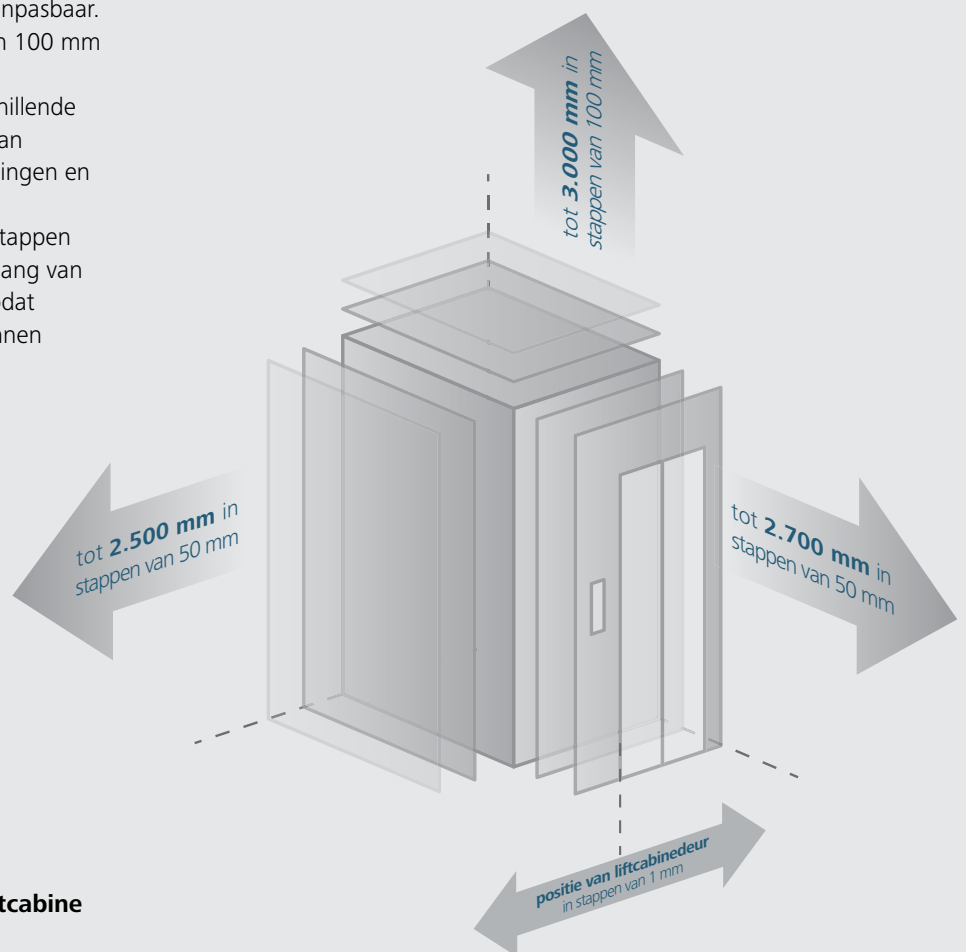 npasbaar.
n 100 mm
hillende
an
ingen en
tappen
ang van
dat
nen
tot 3.000 mm in
stappen van 100 mm
tot 2.500 mm in
stappen van 50 mm
tot 2.700 mm in
stappen van 50 mm
positie van liftcabinedeur
in stappen van 1 mm
tcabine